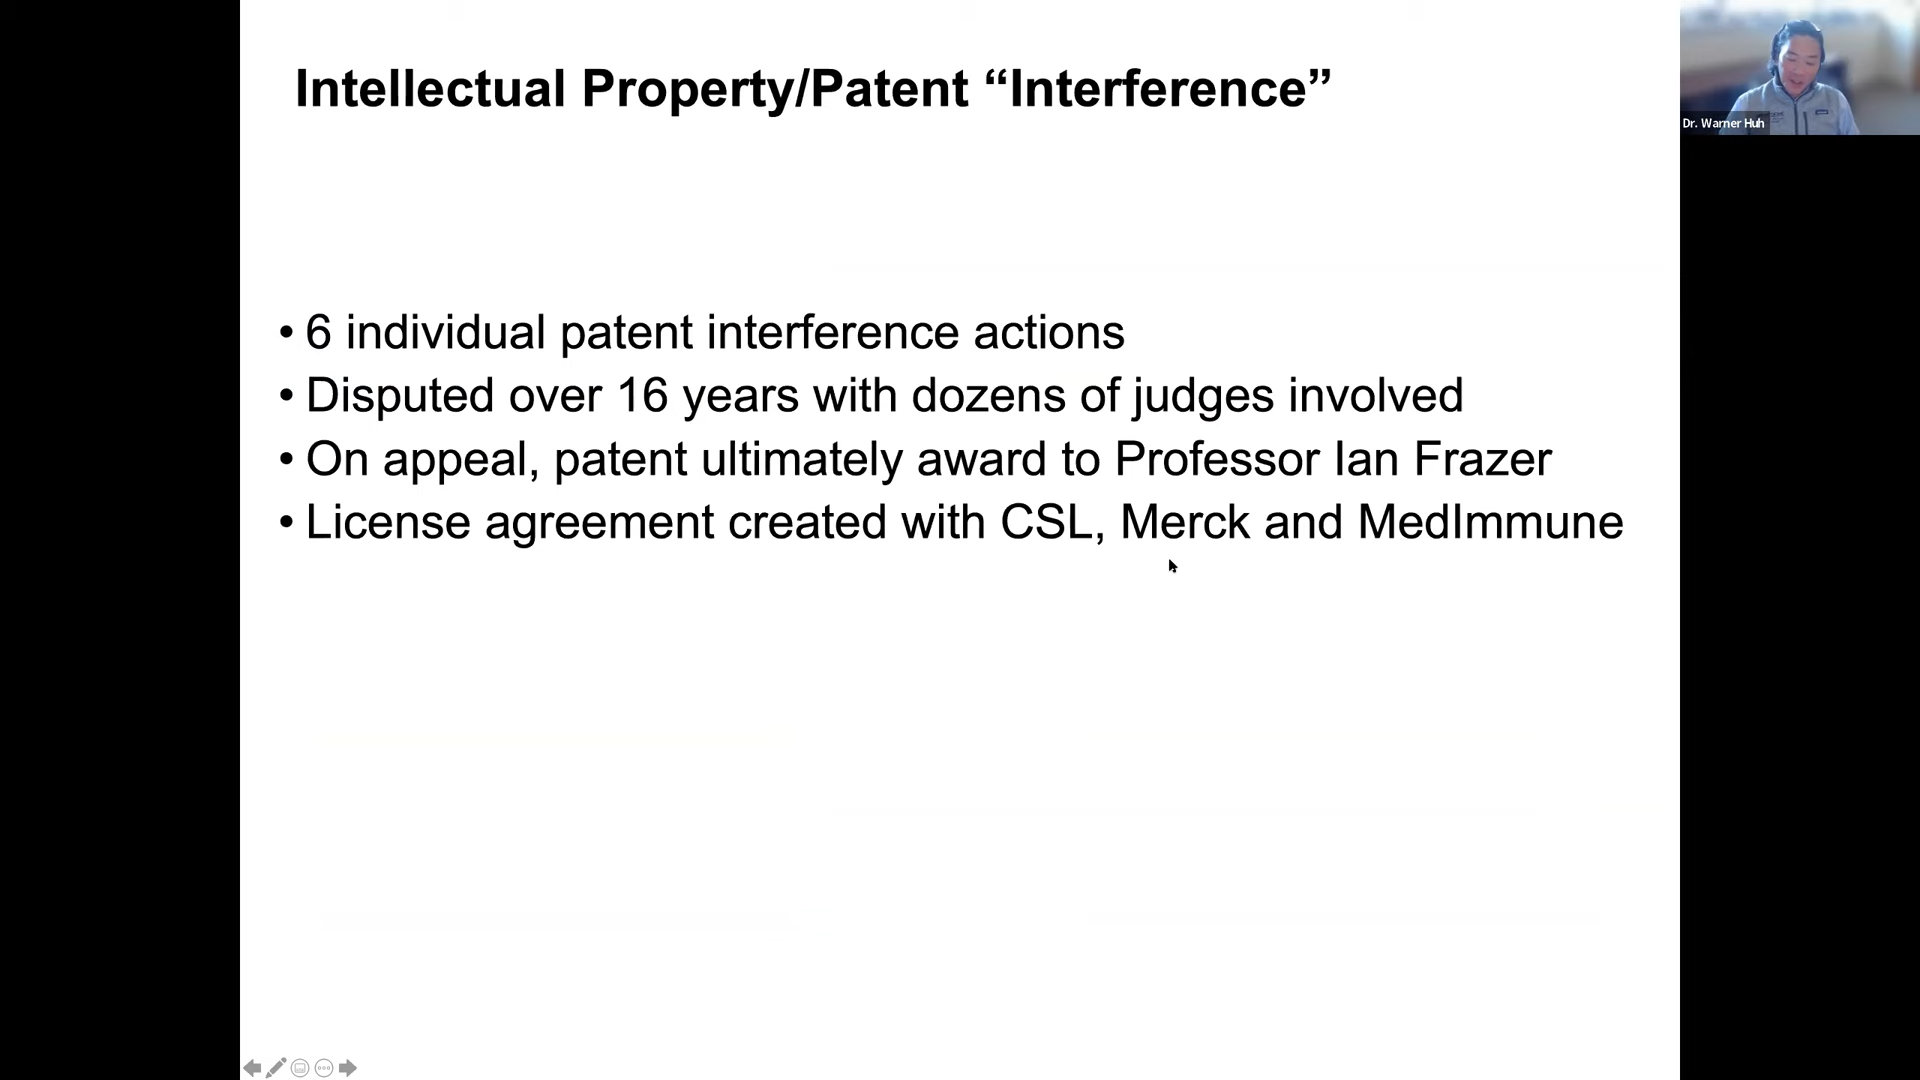 Intellectual Property/Patent “Interference”
Dr. Warner Huh
• 6 individual patent interference actions
• Disputed over 16 years with dozens of judges involved
• On appeal, patent ultimately award to Professor Ian Frazer
• License agreement created with CSL, Merck and MedImmune